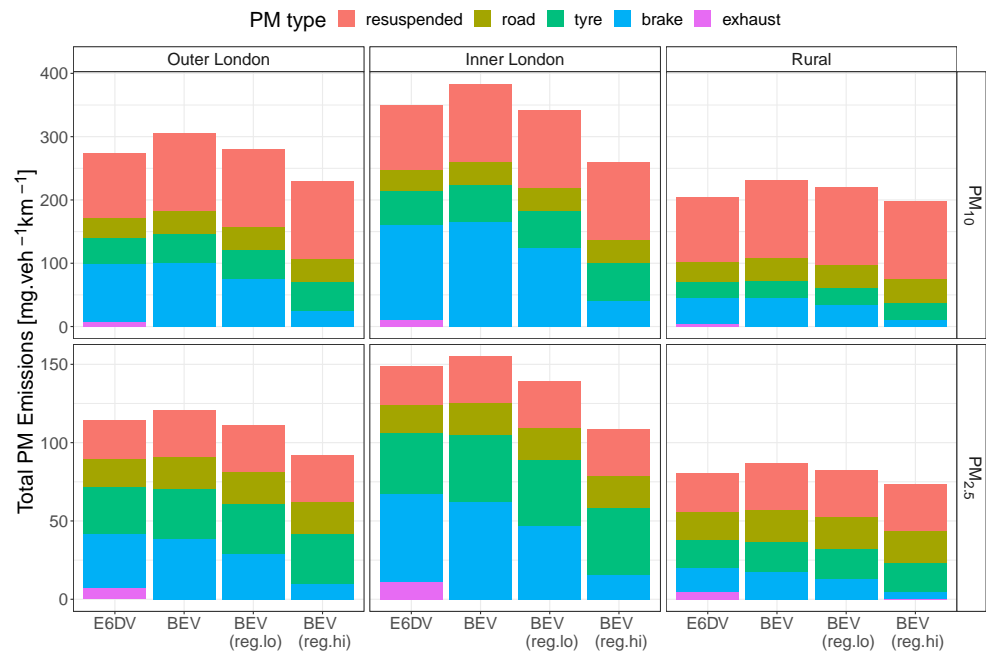 PM type resuspended road tyre brake exhaust
Outer London Inner London Rural
Total PM Emissions [mg.veh⁻¹km⁻¹]
400
300
200
100
0
PM₁₀
150
100
50
0
PM₂.₅
E6DV BEV BEV BEV E6DV BEV BEV BEV E6DV BEV BEV BEV
(reg.lo) (reg.hi) (reg.lo) (reg.hi) (reg.lo) (reg.hi)